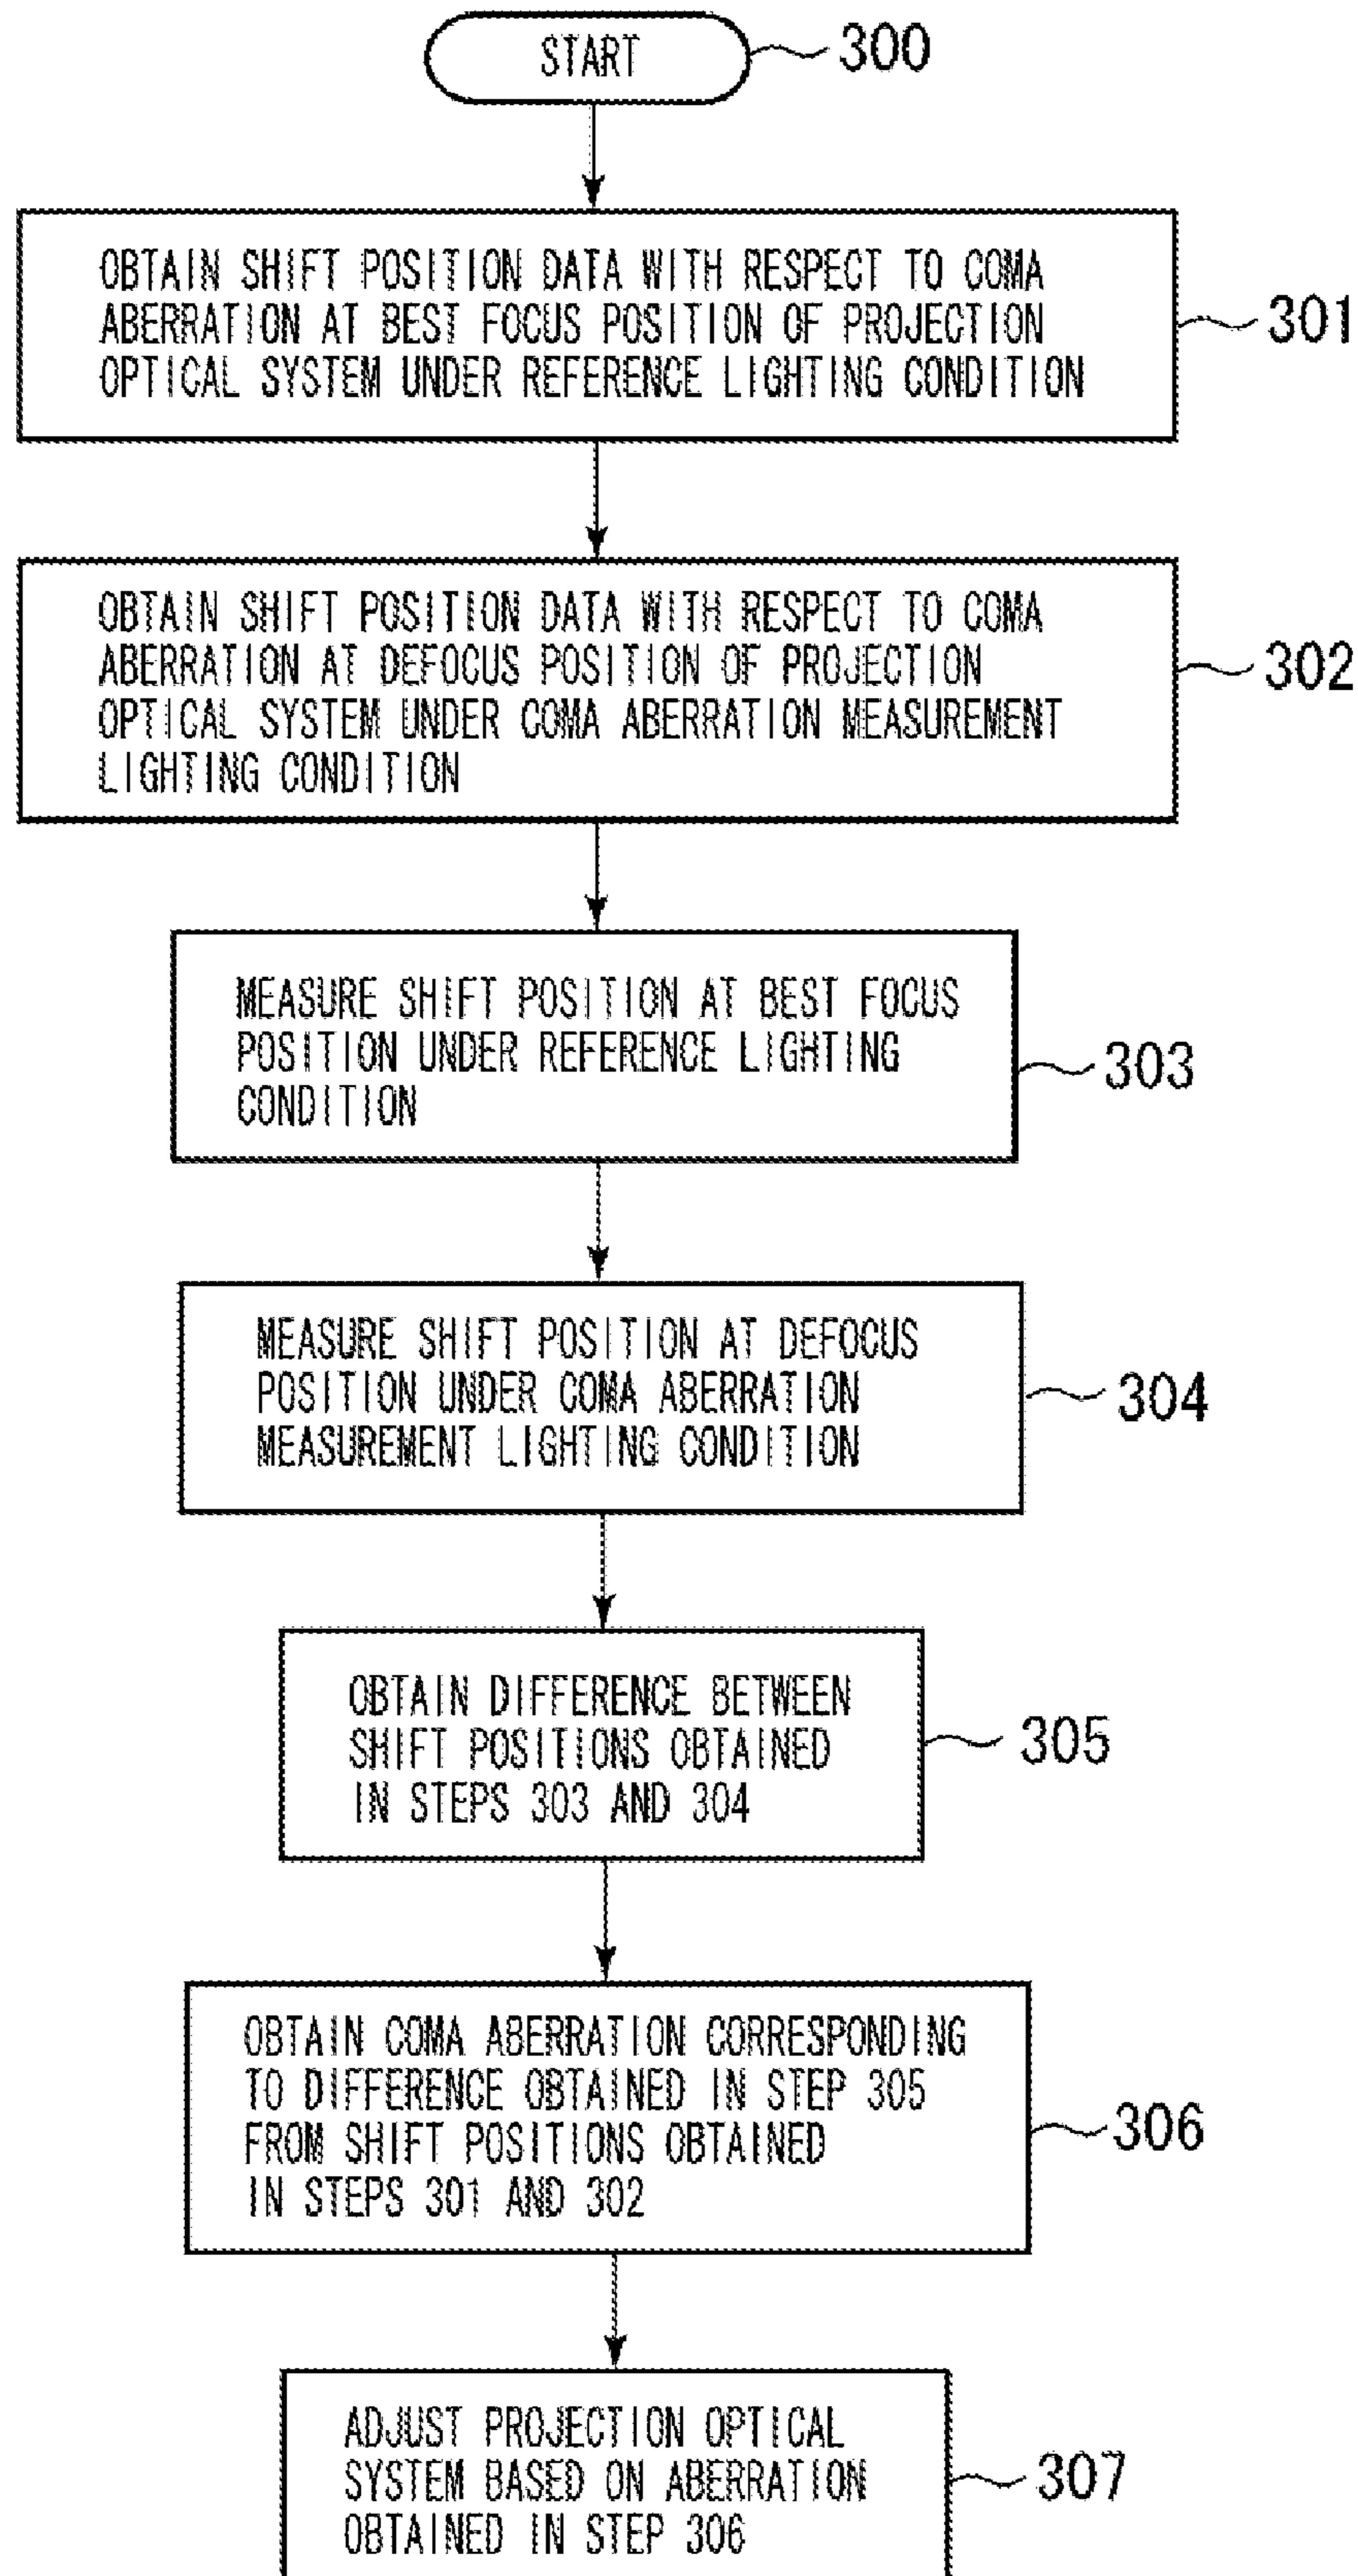 START
300
OBTAIN SHIFT POSITION DATA WITH RESPECT TO COMA
ABERRATION AT BEST FOCUS POSITION OF PROJECTION
OPTICAL SYSTEM UNDER REFERENCE LIGHTING CONDITION
301
OBTAIN SHIFT POSITION DATA WITH RESPECT TO COMA
ABERRATION AT DEFOCUS POSITION OF PROJECTION
OPTICAL SYSTEM UNDER COMA ABERRATION MEASUREMENT
LIGHTING CONDITION
302
MEASURE SHIFT POSITION AT BEST FOCUS
POSITION UNDER REFERENCE LIGHTING
CONDITION
303
MEASURE SHIFT POSITION AT DEFOCUS
POSITION UNDER COMA ABERRATION
MEASUREMENT LIGHTING CONDITION
304
OBTAIN DIFFERENCE BETWEEN
SHIFT POSITIONS OBTAINED
IN STEPS 303 AND 304
305
OBTAIN COMA ABERRATION CORRESPONDING
TO DIFFERENCE OBTAINED IN STEP 305
FROM SHIFT POSITIONS OBTAINED
IN STEPS 301 AND 302
306
ADJUST PROJECTION OPTICAL
SYSTEM BASED ON ABERRATION
OBTAINED IN STEP 306
307